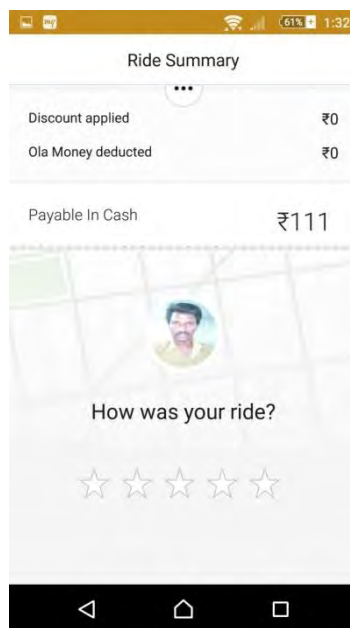 61% 1:32
Ride Summary
Discount applied ₹0
Ola Money deducted ₹0
Payable In Cash ₹111
How was your ride?